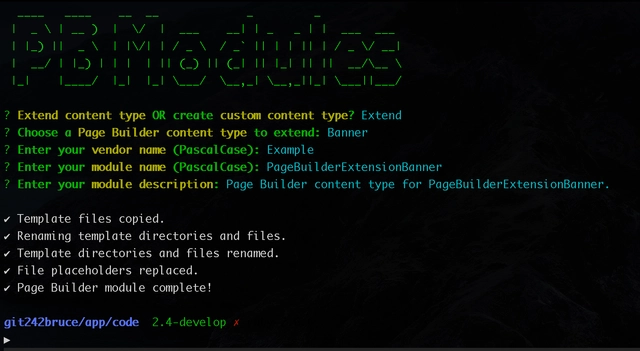 PB Modules
? Extend content type OR create custom content type? Extend
? Choose a Page Builder content type to extend: Banner
? Enter your vendor name (PascalCase): Example
? Enter your module name (PascalCase): PageBuilderExtensionBanner
? Enter your module description: Page Builder content type for PageBuilderExtensionBanner.
✔ Template files copied.
✔ Renaming template directories and files.
✔ Template directories and files renamed.
✔ File placeholders replaced.
✔ Page Builder module complete!
git242bruce/app/code 2.4-develop ✗
▶